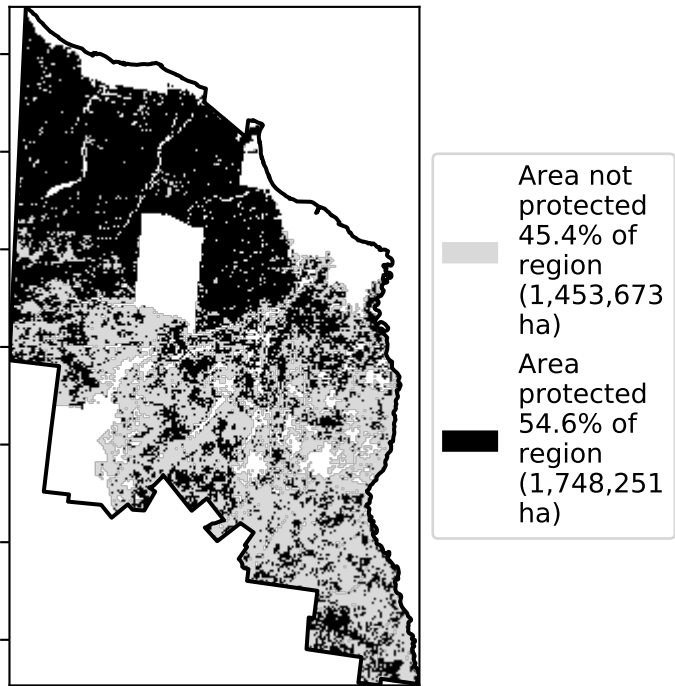 Area not
protected
45.4% of
region
(1,453,673
ha)
Area
protected
54.6% of
region
(1,748,251
ha)